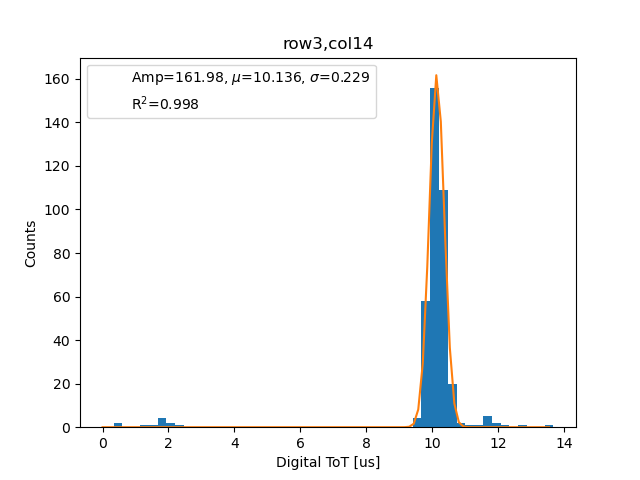 row3,col14
Amp=161.98, μ=10.136, σ=0.229
R²=0.998
160
140
120
100
80
60
40
20
0
Counts
0 2 4 6 8 10 12 14
Digital ToT [us]